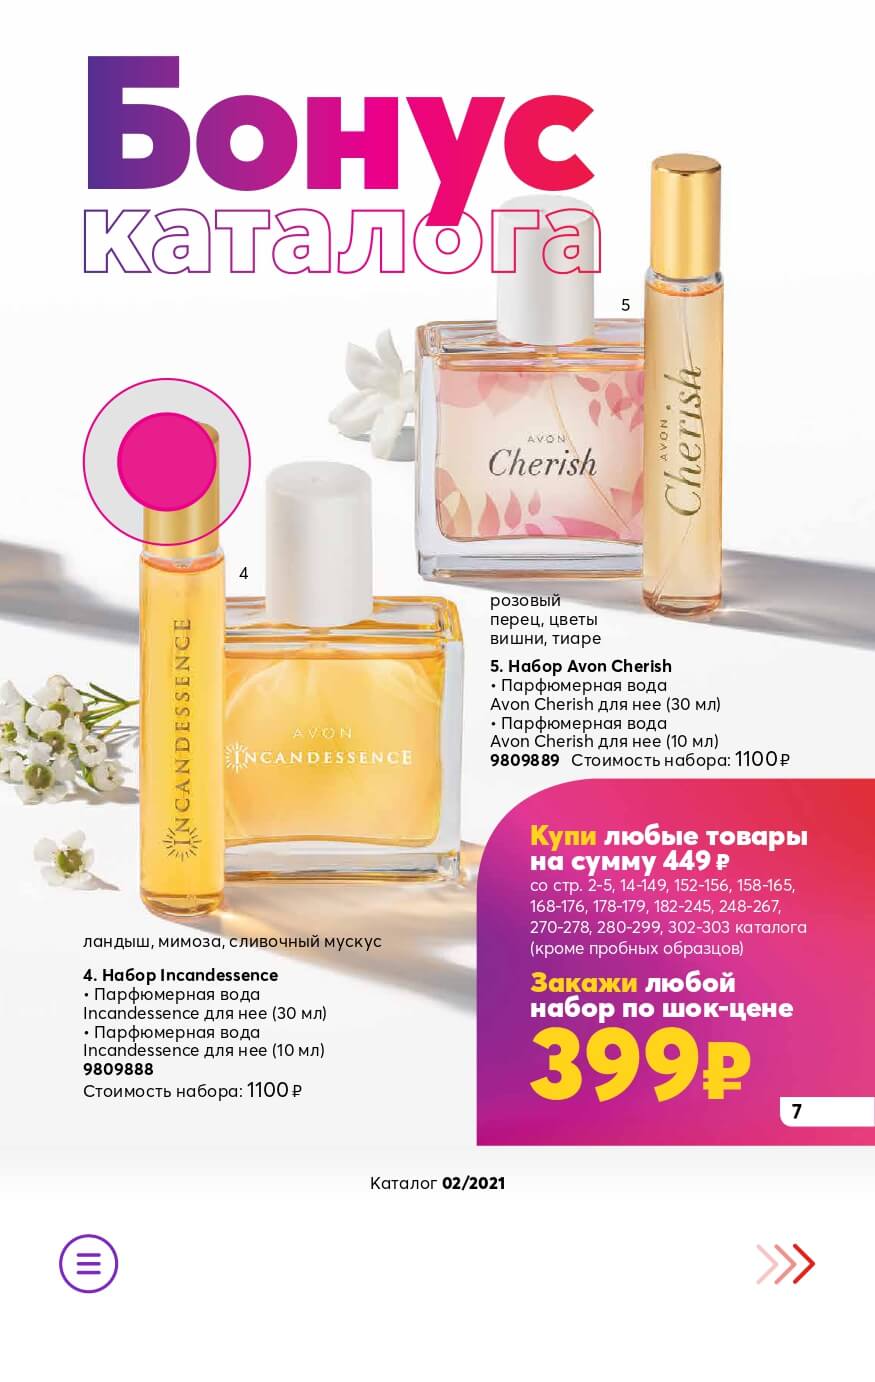 Бонус
каталога
5
AVON
Cherish
AVON
Cherish
4
INCANDESSENCE
AVON
INCANDESSENCE
розовый
перец, цветы
вишни, тиаре
5. Набор Avon Cherish
• Парфюмерная вода
Avon Cherish для нее (30 мл)
• Парфюмерная вода
Avon Cherish для нее (10 мл)
9809889 Стоимость набора: 1100 ₽
ландыш, мимоза, сливочный мускус
4. Набор Incandessence
• Парфюмерная вода
Incandessence для нее (30 мл)
• Парфюмерная вода
Incandessence для нее (10 мл)
9809888
Стоимость набора: 1100 ₽
Купи любые товары
на сумму 449 ₽
со стр. 2-5, 14-149, 152-156, 158-165,
168-176, 178-179, 182-245, 248-267,
270-278, 280-299, 302-303 каталога
(кроме пробных образцов)
Закажи любой
набор по шок-цене
399₽
7
Каталог 02/2021